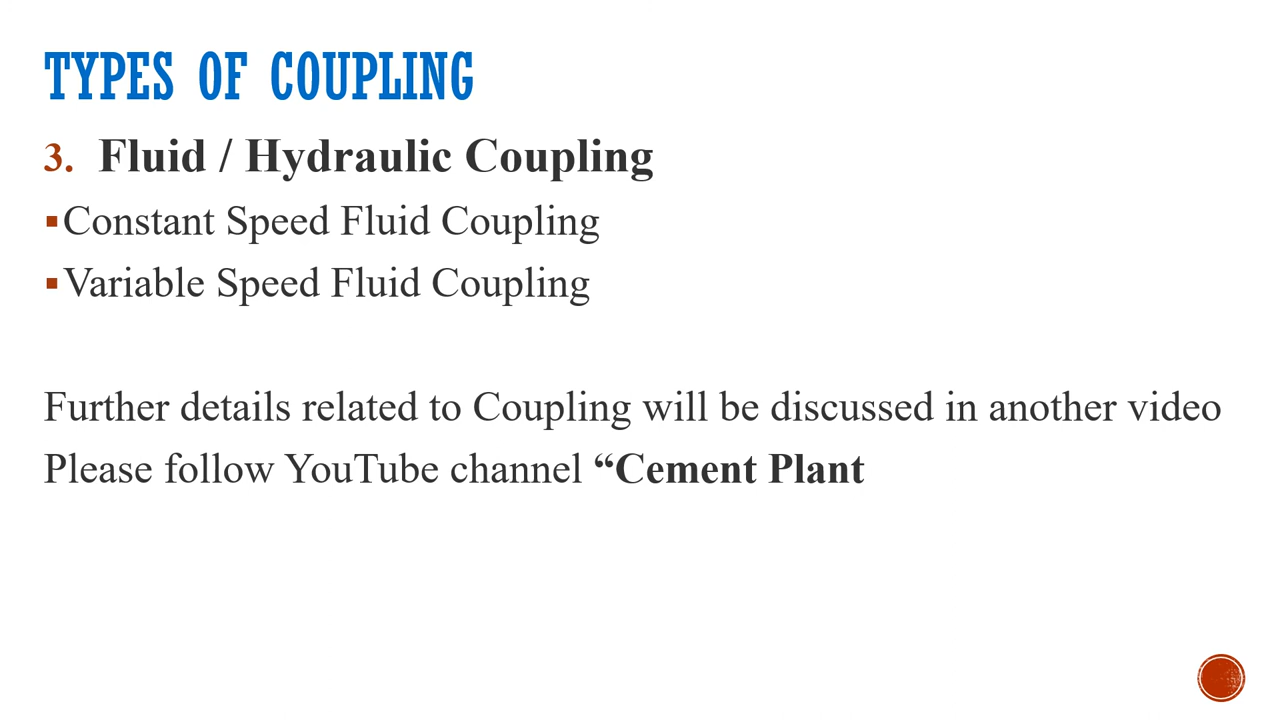 TYPES OF COUPLING
3. Fluid / Hydraulic Coupling
▪Constant Speed Fluid Coupling
▪Variable Speed Fluid Coupling
Further details related to Coupling will be discussed in another video
Please follow YouTube channel “Cement Plant